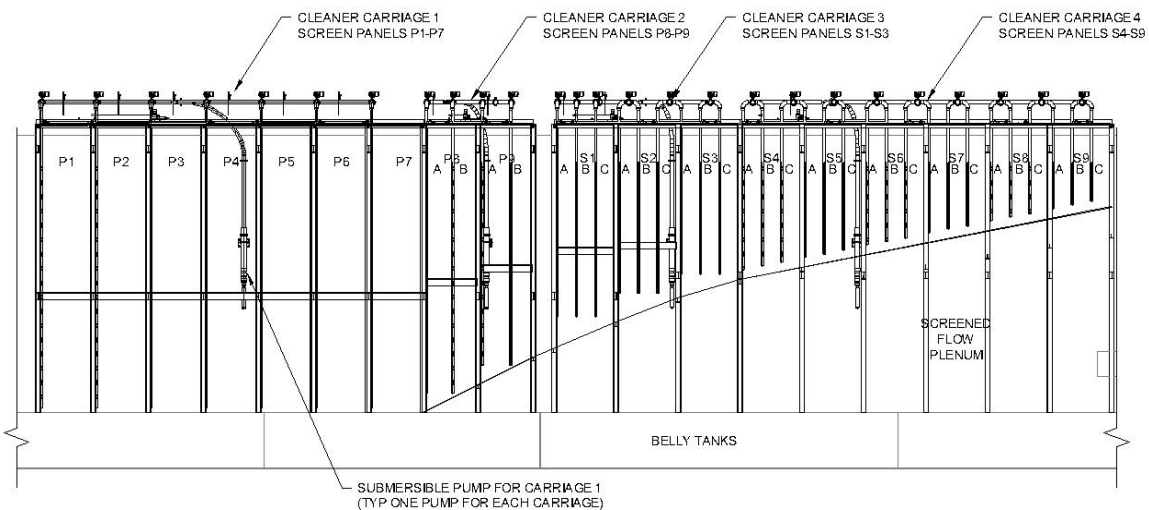 CLEANER CARRIAGE 1
SCREEN PANELS P1-P7
CLEANER CARRIAGE 2
SCREEN PANELS P8-P9
CLEANER CARRIAGE 3
SCREEN PANELS S1-S3
CLEANER CARRIAGE 4
SCREEN PANELS S4-S9
P1 P2 P3 P4 P5 P6 P7 P8 P9 S1 S2 S3 S4 S5 S6 S7 S8 S9
A B A B A B C A B C A B C A B C A B C A B C A B C A B C A B C
SCREENED
FLOW
PLENUM
BELLY TANKS
SUBMERSIBLE PUMP FOR CARRIAGE 1
(TYP ONE PUMP FOR EACH CARRIAGE)